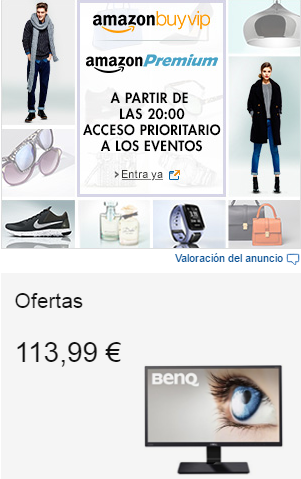 amazonbuyvip
amazonPremium
A PARTIR DE
LAS 20:00
ACCESO PRIORITARIO
A LOS EVENTOS
› Entra ya
Valoración del anuncio
Ofertas
113,99 €
BenQ